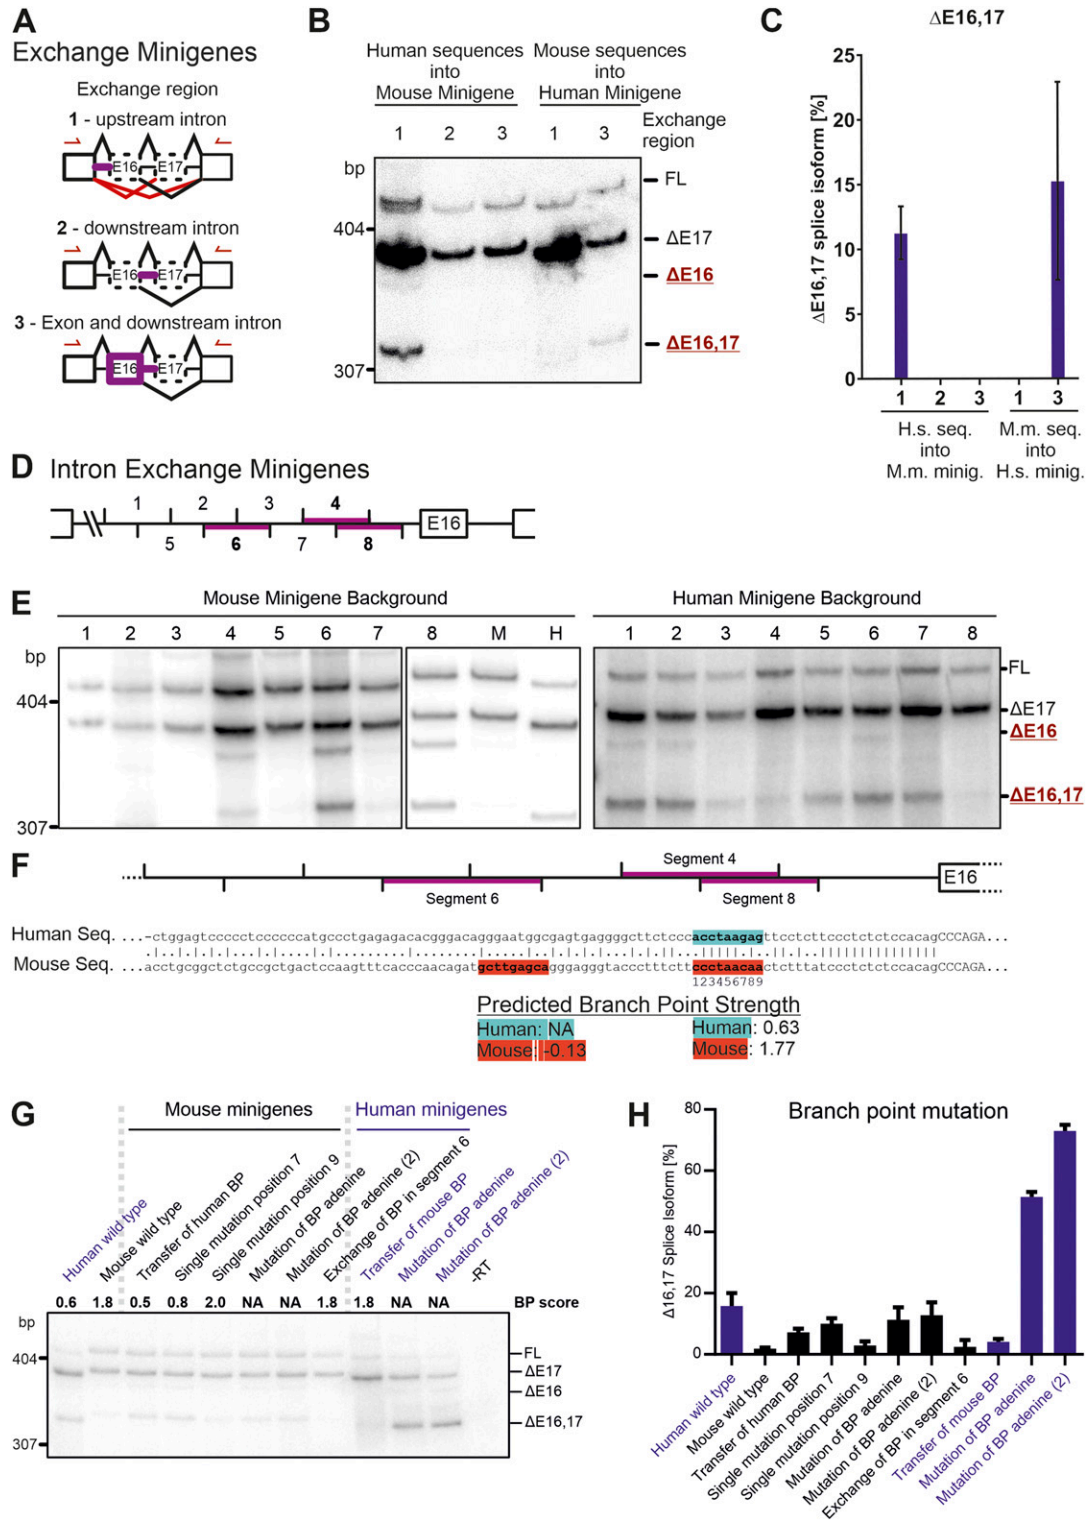 A
Exchange Minigenes
Exchange region
1 - upstream intron
E16 E17
2 - downstream intron
E16 E17
3 - Exon and downstream intron
E16 E17
B
Human sequences into Mouse Minigene
Mouse sequences into Human Minigene
1 2 3 1 3 Exchange region
bp
404
307
FL
ΔE17
ΔE16
ΔE16,17
C
ΔE16,17
ΔE16,17 splice isoform [%]
25
20
15
10
5
0
1 2 3 1 3
H.s. seq. into M.m. minig.
M.m. seq. into H.s. minig.
D Intron Exchange Minigenes
1 2 3 4
E16
5 6 7 8
E
Mouse Minigene Background
Human Minigene Background
1 2 3 4 5 6 7 8 M H
1 2 3 4 5 6 7 8
bp
404
307
FL
ΔE17
ΔE16
ΔE16,17
F
Segment 4
E16
Segment 6
Segment 8
Human Seq. ...-ctggagtcccctcccccatgccctgagagacacgggacagggaatggcgagtgaggggcttctcccacctaagagttcctcttccctctctccacagCCCAGA...
Mouse Seq. ...acctgcggctctgccgctgactccaagtttcacccaacagatgcttgagcagggagggtaccctttcttccctaacaactctttatccctctctctccacagCCCAGA...
123456789
Predicted Branch Point Strength
Human: NA
Human: 0.63
Mouse: -0.13
Mouse: 1.77
G
Mouse minigenes
Human minigenes
Human wild type
Mouse wild type
Transfer of human BP
Single mutation position 7
Single mutation position 9
Mutation of BP adenine
Mutation of BP adenine (2)
Exchange of BP in segment 6
Transfer of mouse BP
Mutation of BP adenine
Mutation of BP adenine (2)
-RT
0.6 1.8 0.5 0.8 2.0 NA NA 1.8 1.8 NA NA BP score
bp
404
307
FL
ΔE17
ΔE16
ΔE16,17
H
Branch point mutation
Δ16,17 Splice Isoform [%]
80
60
40
20
0
Human wild type
Mouse wild type
Transfer of human BP
Single mutation position 7
Single mutation position 9
Mutation of BP adenine
Mutation of BP adenine (2)
Exchange of BP in segment 6
Transfer of mouse BP
Mutation of BP adenine
Mutation of BP adenine (2)